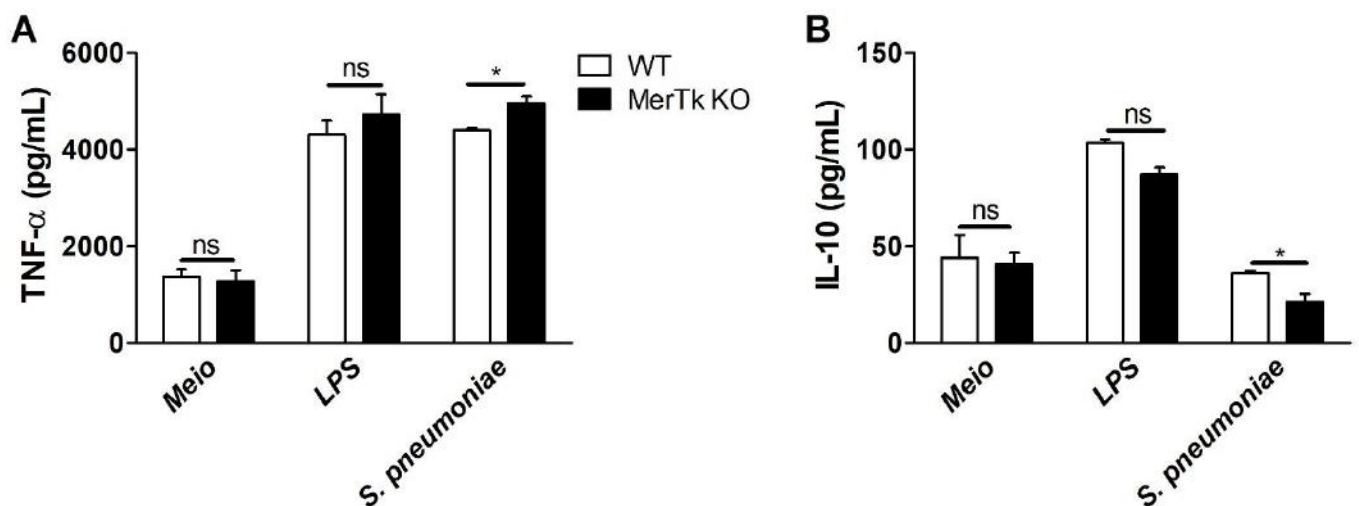 A
TNF-α (pg/mL)
6000
4000
2000
0
ns
ns
*
WT
MerTk KO
Meio
LPS
S. pneumoniae
B
IL-10 (pg/mL)
150
100
50
0
ns
ns
*
Meio
LPS
S. pneumoniae